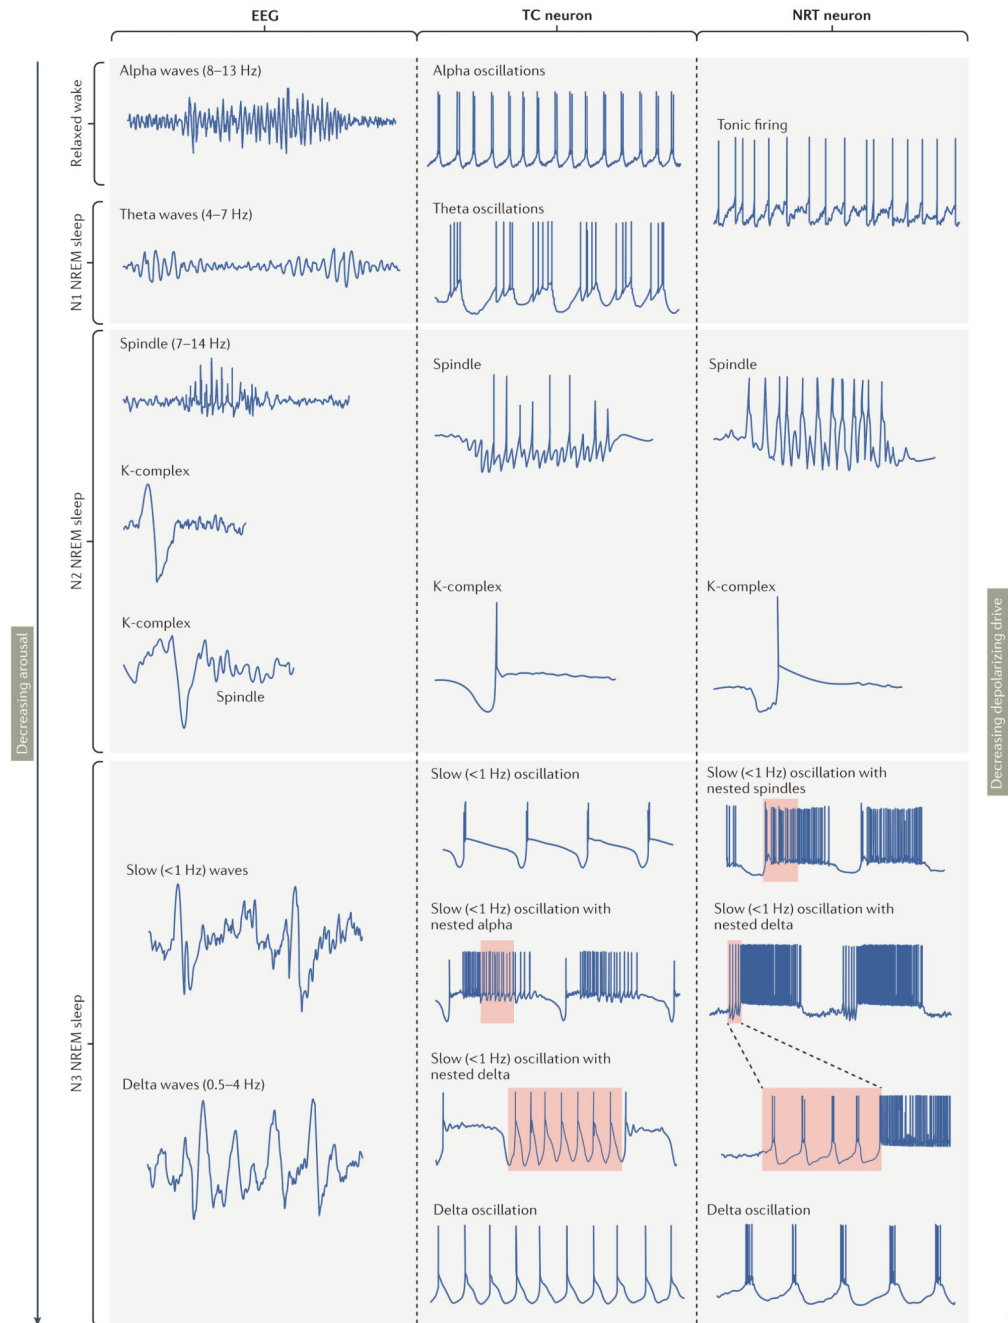 EEG
TC neuron
NRT neuron
Relaxed wake
Alpha waves (8–13 Hz)
Alpha oscillations
Tonic firing
N1 NREM sleep
Theta waves (4–7 Hz)
Theta oscillations
N2 NREM sleep
Spindle (7–14 Hz)
Spindle
Spindle
K-complex
K-complex
Spindle
K-complex
K-complex
Decreasing arousal
Decreasing depolarizing drive
N3 NREM sleep
Slow (<1 Hz) waves
Slow (<1 Hz) oscillation
Slow (<1 Hz) oscillation with
nested spindles
Slow (<1 Hz) oscillation with
nested alpha
Slow (<1 Hz) oscillation with
nested delta
Delta waves (0.5–4 Hz)
Slow (<1 Hz) oscillation with
nested delta
Delta oscillation
Delta oscillation